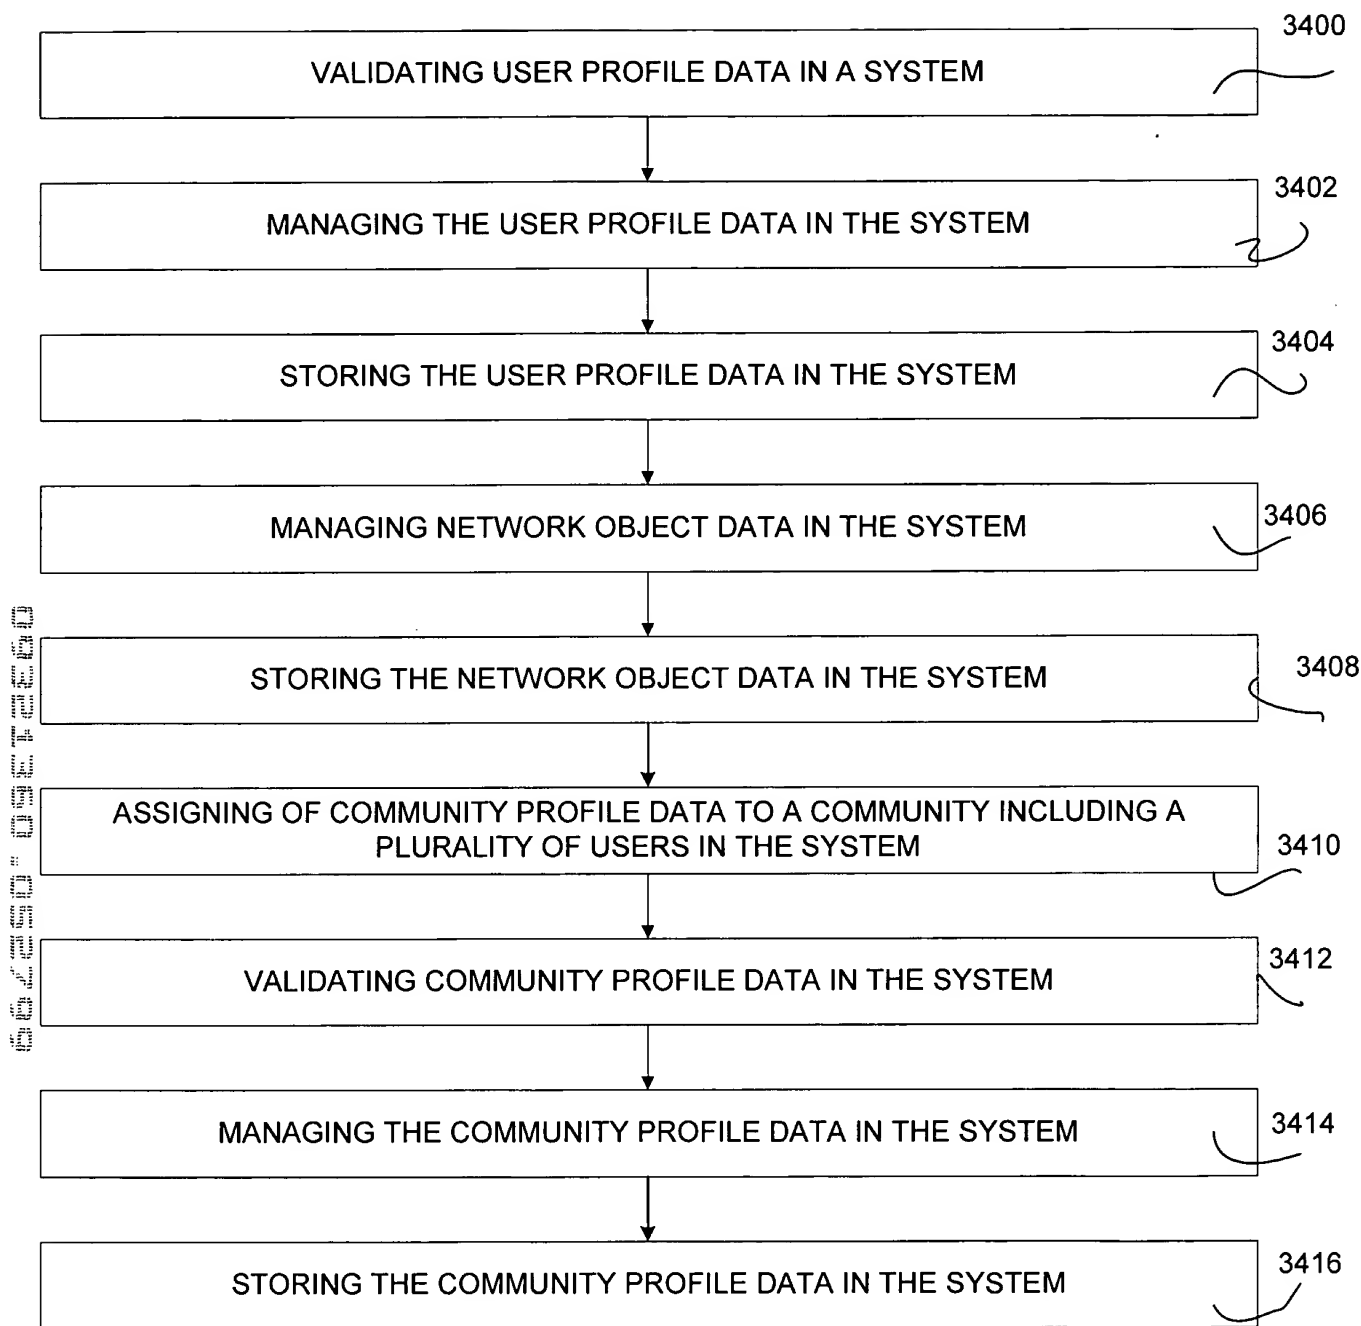 3400
VALIDATING USER PROFILE DATA IN A SYSTEM
3402
MANAGING THE USER PROFILE DATA IN THE SYSTEM
3404
STORING THE USER PROFILE DATA IN THE SYSTEM
3406
MANAGING NETWORK OBJECT DATA IN THE SYSTEM
3408
STORING THE NETWORK OBJECT DATA IN THE SYSTEM
ASSIGNING OF COMMUNITY PROFILE DATA TO A COMMUNITY INCLUDING A
PLURALITY OF USERS IN THE SYSTEM
3410
3412
VALIDATING COMMUNITY PROFILE DATA IN THE SYSTEM
3414
MANAGING THE COMMUNITY PROFILE DATA IN THE SYSTEM
3416
STORING THE COMMUNITY PROFILE DATA IN THE SYSTEM